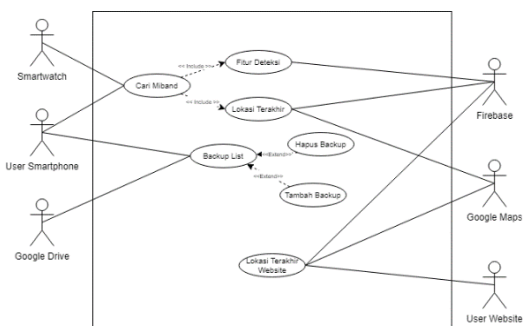 Smartwatch
User Smartphone
Google Drive
Cari Miband
<< Include >>
<< Include >>
Fitur Deteksi
Lokasi Terakhir
Backup List
<<Extend>>
<<Extend>>
Hapus Backup
Tambah Backup
Lokasi Terakhir
Website
Firebase
Google Maps
User Website